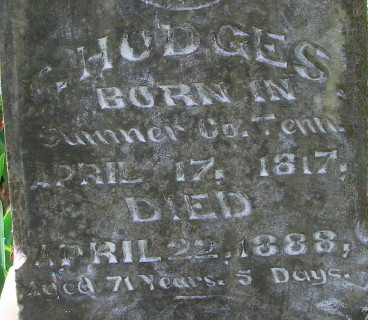 HODGES
BORN IN
Sumner Co. Tenn.
APRIL 17, 1817,
DIED
APRIL 22, 1888,
Aged 71 Years. 5 Days.